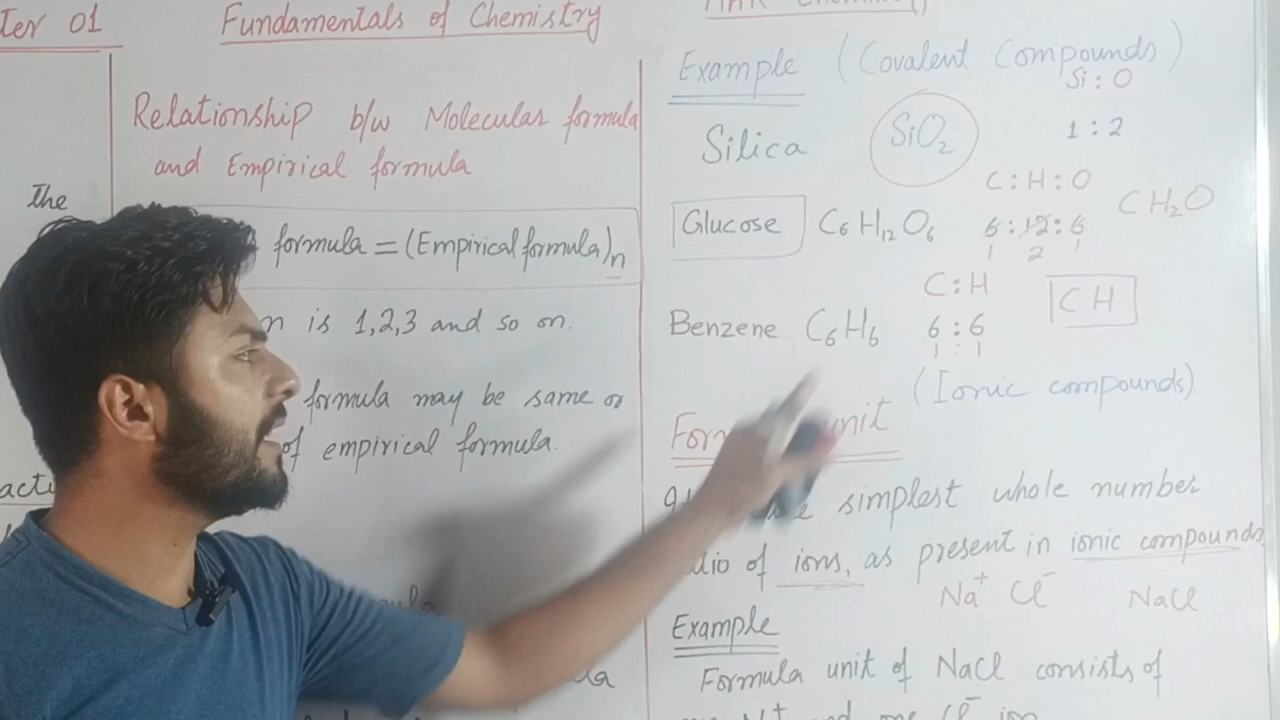 ter 01
Fundamentals of Chemistry
The
Relationship b/w Molecular formula
and Empirical formula
formula = (Empirical formula)n
n is 1,2,3 and so on.
formula may be same or
of empirical formula.
Example (Covalent Compounds)
Si : O
Silica SiO₂ 1 : 2
C : H : O
Glucose C₆H₁₂O₆ 6 : 12 : 6 CH₂O
1 2 1
C : H
Benzene C₆H₆ 6 : 6 CH
1 : 1
(Ionic compounds).
unit
simplest whole number
of ions, as present in ionic compounds
Na⁺ Cl⁻ NaCl
Example
Formula unit of NaCl consists of
and one Cl⁻ ion